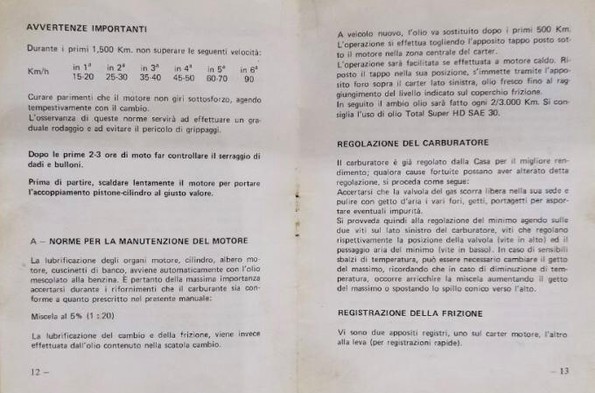 AVVERTENZE IMPORTANTI
Durante i primi 1,500 Km. non superare le seguenti velocità:
in 1ª in 2ª in 3ª in 4ª in 5ª in 6ª
Km/h 15-20 25-30 35-40 45-50 60-70 90
Curare parimenti che il motore non giri sottosforzo, agendo
tempestivamente con il cambio.
L'osservanza di queste norme servirà ad effettuare un gra-
duale rodaggio e ad evitare il pericolo di grippaggi.
Dopo le prime 2-3 ore di moto far controllare il serraggio di
dadi e bulloni.
Prima di partire, scaldare lentamente il motore per portare
l'accoppiamento pistone-cilindro al giusto valore.
A – NORME PER LA MANUTENZIONE DEL MOTORE
La lubrificazione degli organi motore, cilindro, albero mo-
tore, cuscinetti di banco, avviene automaticamente con l'olio
mescolato alla benzina. È pertanto della massima importanza
accertarsi durante i rifornimenti che il carburante sia con-
forme a quanto prescritto nel presente manuale:
Miscela al 5% (1 : 20)
La lubrificazione del cambio e della frizione, viene invece
effettuata dall'olio contenuto nella scatola cambio.
12 –
A veicolo nuovo, l'olio va sostituito dopo i primi 500 Km.
L'operazione si effettua togliendo l'apposito tappo posto sot-
to il motore nella zona centrale del carter.
L'operazione sarà facilitata se effettuata a motore caldo. Ri-
posto il tappo nella sua posizione, s'immette tramite l'appo-
sito foro sopra il carter lato sinistra, olio fresco fino al rag-
giungimento del livello indicato sul coperchio frizione.
In seguito il ambio olio sarà fatto ogni 2/3.000 Km. Si con-
siglia l'uso di olio Total Super HD SAE 30.
REGOLAZIONE DEL CARBURATORE
Il carburatore è già regolato dalla Casa per il migliore ren-
dimento; qualora cause fortuite possano aver alterato detta
regolazione, si proceda come segue:
Accertarsi che la valvola del gas scorra libera nella sua sede e
pulire con getto d'aria i vari fori, getti, portagetti per aspor-
tare eventuali impurità.
Si provveda quindi alla regolazione del minimo agendo sulle
due viti sul lato sinistro del carburatore, viti che regolano
rispettivamente la posizione della valvola (vite in alto) ed il
passaggio aria del minimo (vite in basso). In caso di sensibili
sbalzi di temperatura, può essere necessario cambiare il getto
del massimo, ricordando che in caso di diminuzione di tem-
peratura, occorre arricchire la miscela aumentando il getto
del massimo o spostando lo spillo conico verso l'alto.
REGISTRAZIONE DELLA FRIZIONE
Vi sono due appositi registri, uno sul carter motore, l'altro
alla leva (per registrazioni rapide).
– 13